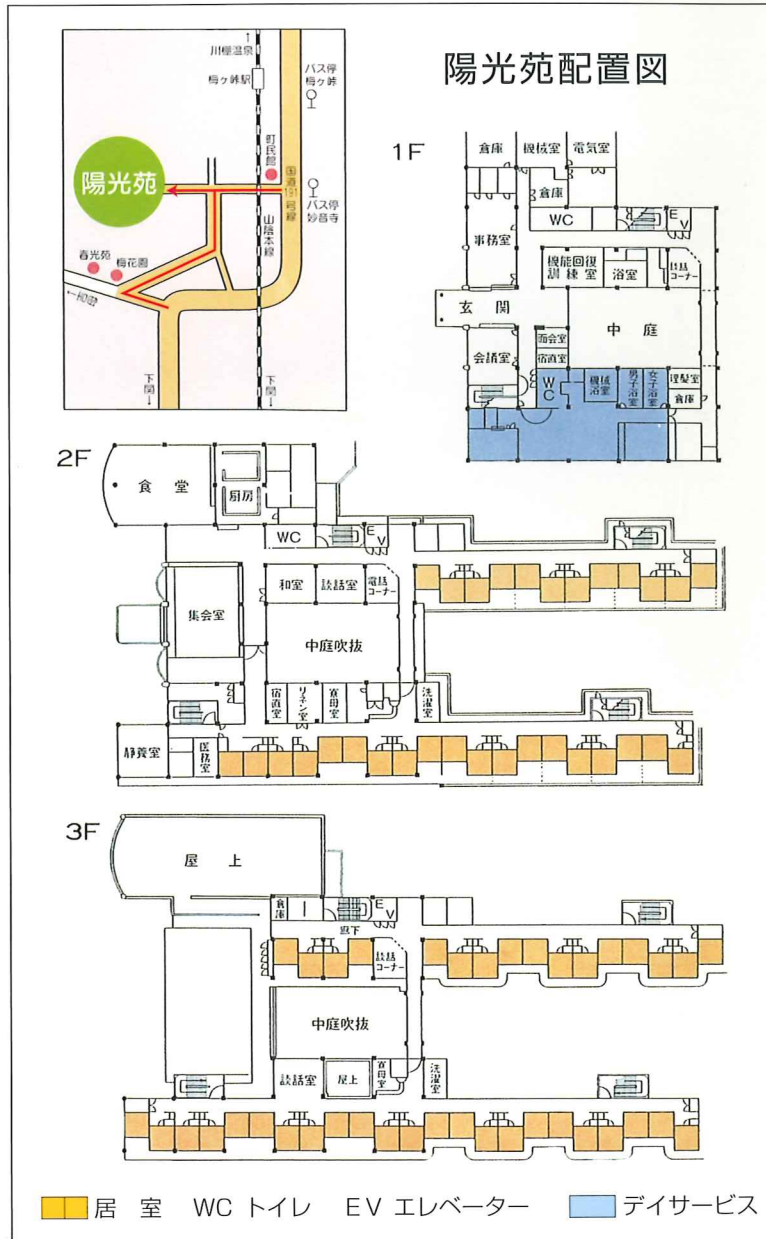 陽光苑配置図
↑
川棚温泉
梅ヶ峠駅
バス停
梅ヶ峠
町民館
国道191号線
陽光苑
バス停
妙音寺
山陰本線
春光苑
梅花園
←和田
下関→
下関→
1F
倉庫
機械室
電気室
倉庫
WC
EV
事務室
機能回復
訓練室
浴室
談話
コーナー
玄関
中庭
面会室
会議室
宿直室
WC
機械
浴室
男子浴室
女子浴室
理髪室
倉庫
2F
食堂
厨房
WC
EV
和室
談話室
電話
コーナー
集会室
中庭吹抜
宿直室
リネン室
寮母室
洗濯室
静養室
医務室
3F
屋上
倉庫
EV
廊下
談話
コーナー
中庭吹抜
談話室
屋上
寮母室
洗濯室
居室 WC トイレ EV エレベーター デイサービス